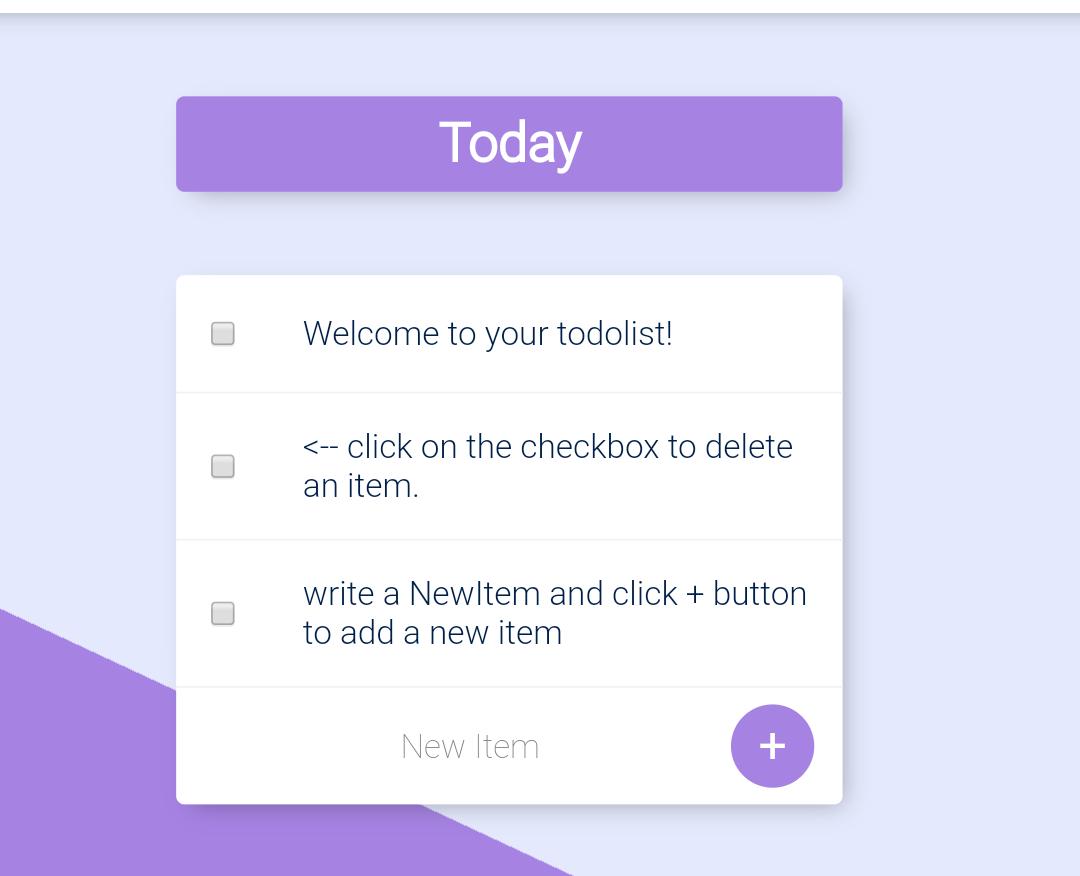 Today
Welcome to your todolist!
<-- click on the checkbox to delete
an item.
write a NewItem and click + button
to add a new item
New Item
+